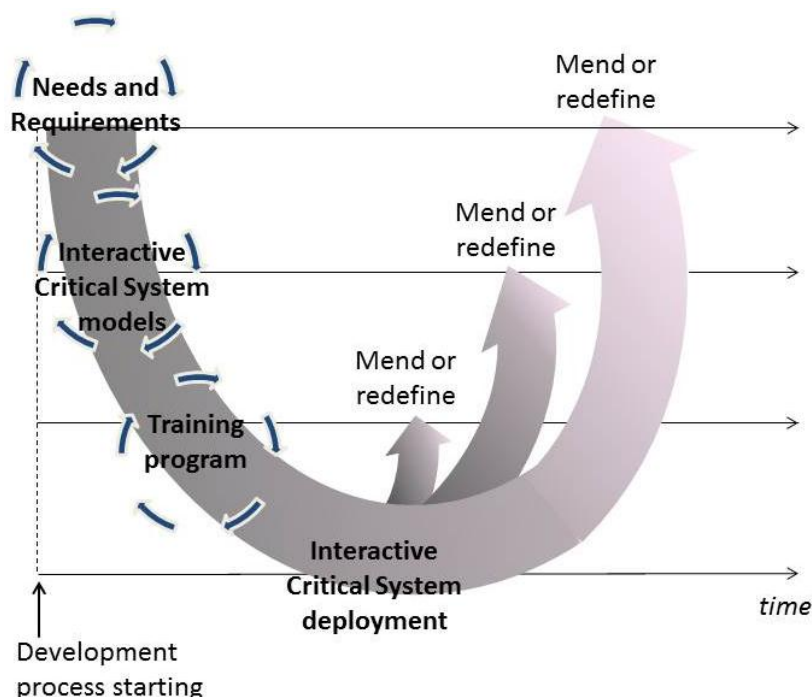 Needs and
Requirements
Mend or
redefine
Interactive
Critical System
models
Mend or
redefine
Training
program
Mend or
redefine
Interactive
Critical System
deployment
time
Development
process starting